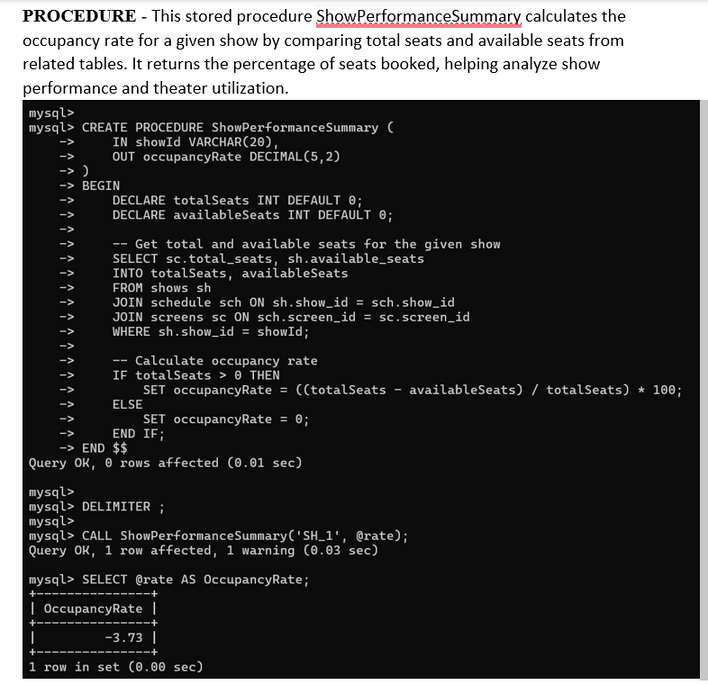 PROCEDURE - This stored procedure ShowPerformanceSummary calculates the
occupancy rate for a given show by comparing total seats and available seats from
related tables. It returns the percentage of seats booked, helping analyze show
performance and theater utilization.
mysql>
mysql> CREATE PROCEDURE ShowPerformanceSummary (
    ->     IN showId VARCHAR(20),
    ->     OUT occupancyRate DECIMAL(5,2)
    -> )
    -> BEGIN
    ->     DECLARE totalSeats INT DEFAULT 0;
    ->     DECLARE availableSeats INT DEFAULT 0;
    ->
    ->     -- Get total and available seats for the given show
    ->     SELECT sc.total_seats, sh.available_seats
    ->     INTO totalSeats, availableSeats
    ->     FROM shows sh
    ->     JOIN schedule sch ON sh.show_id = sch.show_id
    ->     JOIN screens sc ON sch.screen_id = sc.screen_id
    ->     WHERE sh.show_id = showId;
    ->
    ->     -- Calculate occupancy rate
    ->     IF totalSeats > 0 THEN
    ->         SET occupancyRate = ((totalSeats - availableSeats) / totalSeats) * 100;
    ->     ELSE
    ->         SET occupancyRate = 0;
    ->     END IF;
    -> END $$
Query OK, 0 rows affected (0.01 sec)
mysql>
mysql> DELIMITER ;
mysql>
mysql> CALL ShowPerformanceSummary('SH_1', @rate);
Query OK, 1 row affected, 1 warning (0.03 sec)
mysql> SELECT @rate AS OccupancyRate;
+---------------+
| OccupancyRate |
+---------------+
|         -3.73 |
+---------------+
1 row in set (0.00 sec)